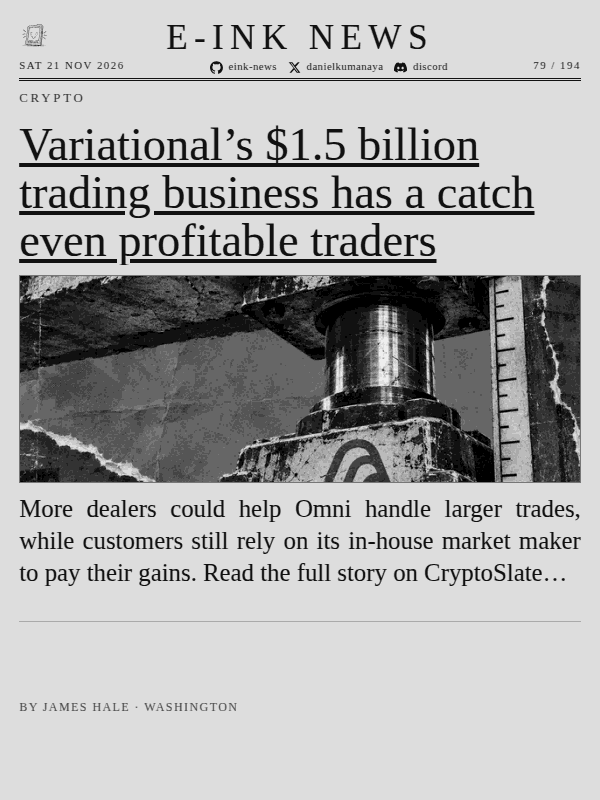 E-INK NEWS
SAT 21 NOV 2026
eink-news danielkumanaya discord
79 / 194
CRYPTO
Variational’s $1.5 billion
trading business has a catch
even profitable traders
More dealers could help Omni handle larger trades,
while customers still rely on its in-house market maker
to pay their gains. Read the full story on CryptoSlate…
BY JAMES HALE · WASHINGTON